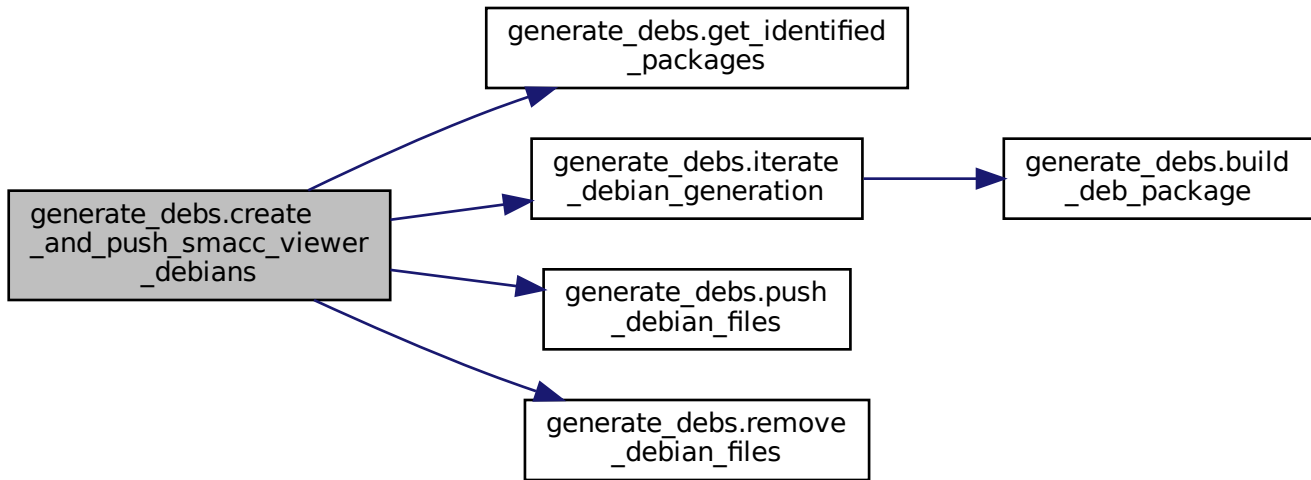 generate_debs.get_identified
_packages
generate_debs.iterate
_debian_generation
generate_debs.build
_deb_package
generate_debs.create
_and_push_smacc_viewer
_debians
generate_debs.push
_debian_files
generate_debs.remove
_debian_files